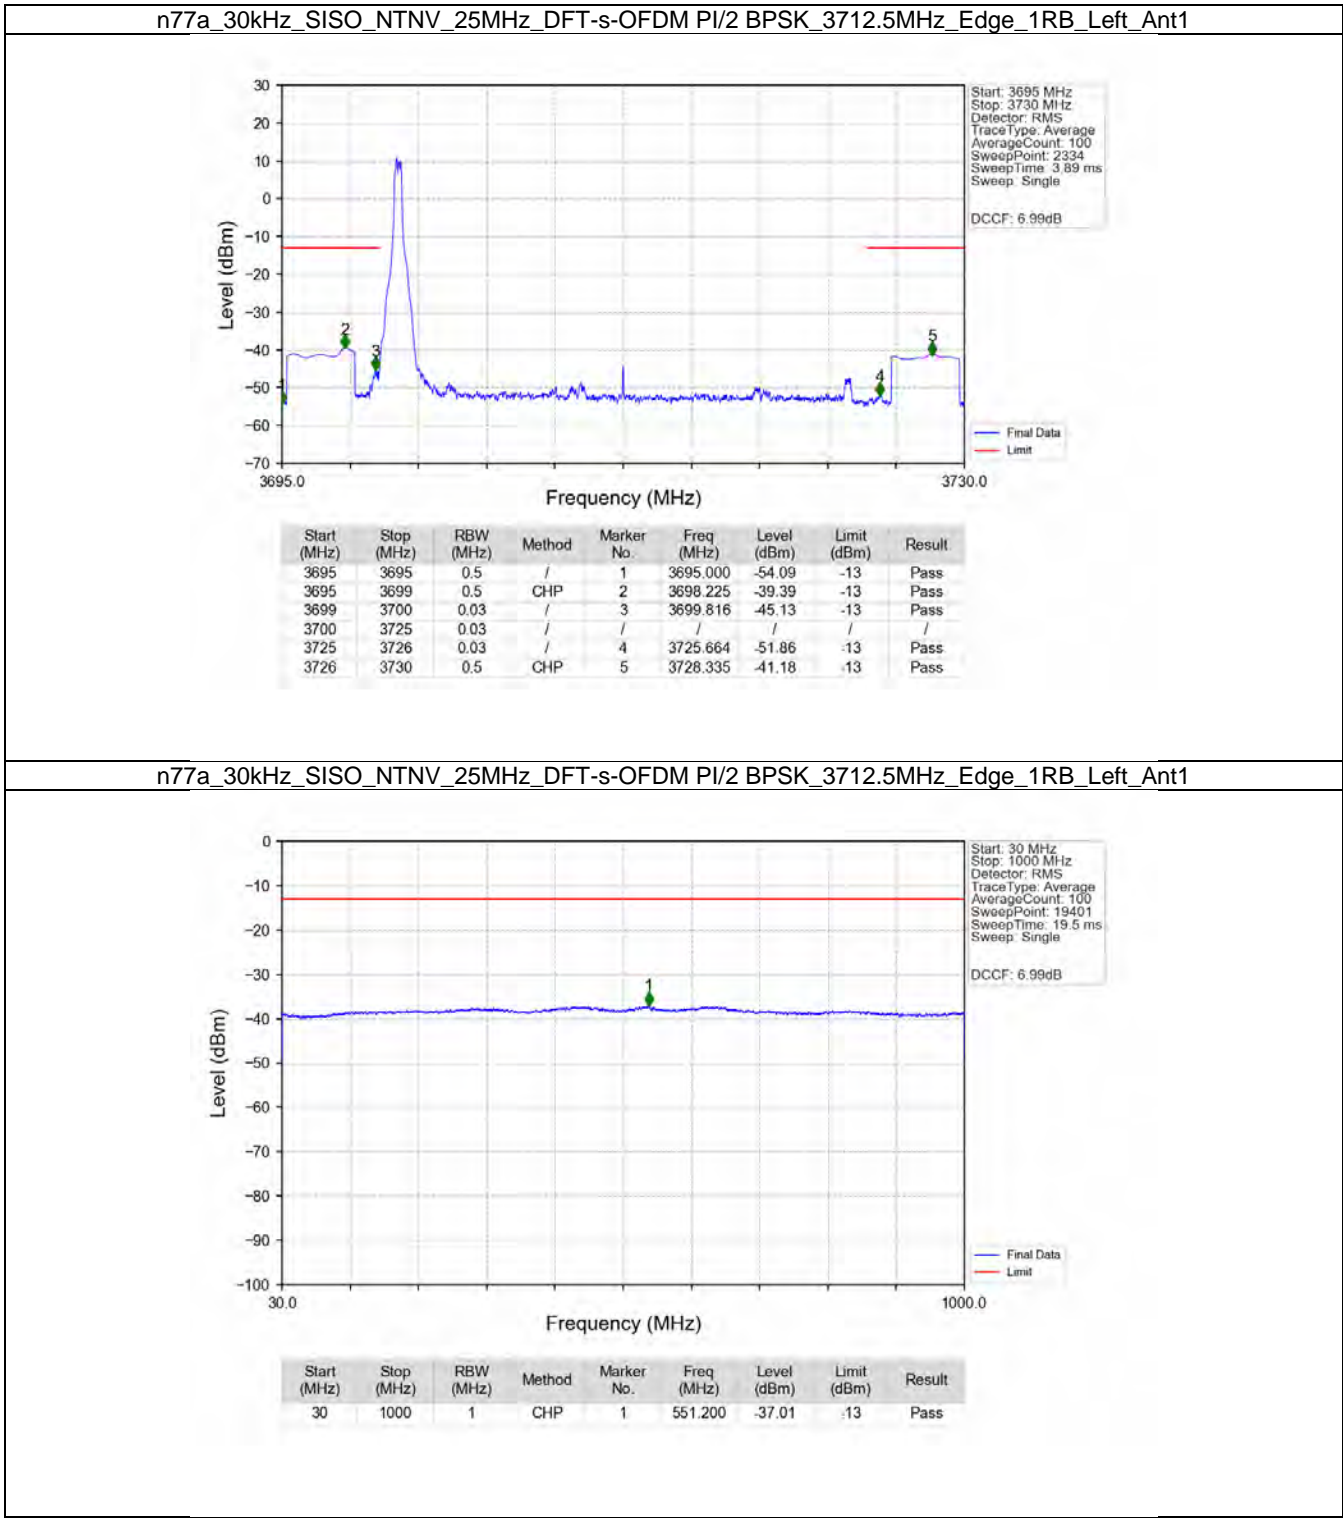 n77a_30kHz_SISO_NTNV_25MHz_DFT-s-OFDM PI/2 BPSK_3712.5MHz_Edge_1RB_Left_Ant1
30
20
10
0
−10
−20
−30
−40
−50
−60
−70
Level (dBm)
1
2
3
4
5
3695.0
3730.0
Frequency (MHz)
Start: 3695 MHz
Stop: 3730 MHz
Detector: RMS
TraceType: Average
AverageCount: 100
SweepPoint: 2334
SweepTime: 3.89 ms
Sweep: Single
DCCF: 6.99dB
Final Data
Limit
Start (MHz) Stop (MHz) RBW (MHz) Method Marker No. Freq (MHz) Level (dBm) Limit (dBm) Result
3695 3695 0.5 / 1 3695.000 -54.09 -13 Pass
3695 3699 0.5 CHP 2 3698.225 -39.39 -13 Pass
3699 3700 0.03 / 3 3699.816 -45.13 -13 Pass
3700 3725 0.03 / / / / / /
3725 3726 0.03 / 4 3725.664 -51.86 -13 Pass
3726 3730 0.5 CHP 5 3728.335 -41.18 -13 Pass
n77a_30kHz_SISO_NTNV_25MHz_DFT-s-OFDM PI/2 BPSK_3712.5MHz_Edge_1RB_Left_Ant1
0
−10
−20
−30
−40
−50
−60
−70
−80
−90
−100
Level (dBm)
1
30.0
1000.0
Frequency (MHz)
Start: 30 MHz
Stop: 1000 MHz
Detector: RMS
TraceType: Average
AverageCount: 100
SweepPoint: 19401
SweepTime: 19.5 ms
Sweep: Single
DCCF: 6.99dB
Final Data
Limit
Start (MHz) Stop (MHz) RBW (MHz) Method Marker No. Freq (MHz) Level (dBm) Limit (dBm) Result
30 1000 1 CHP 1 551.200 -37.01 -13 Pass